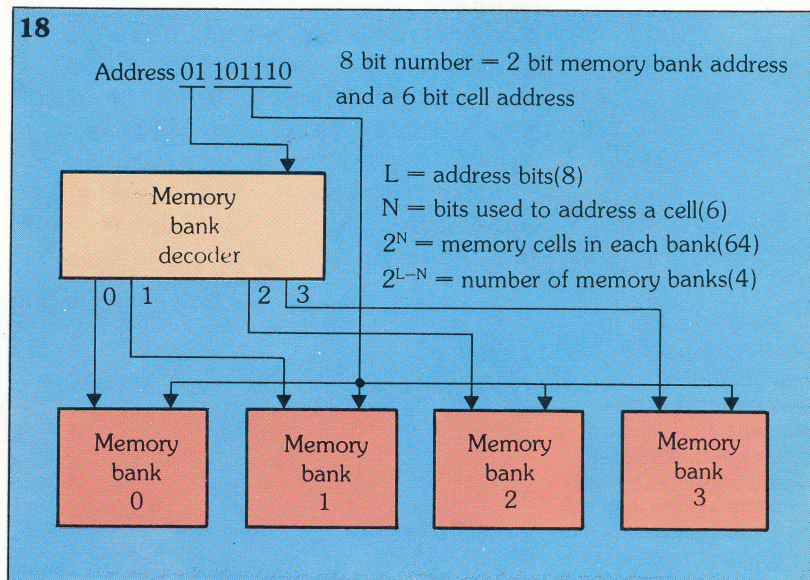 18
Address 01 101110
8 bit number = 2 bit memory bank address
and a 6 bit cell address
L = address bits(8)
N = bits used to address a cell(6)
2^N = memory cells in each bank(64)
2^L–N = number of memory banks(4)
Memory
bank
decoder
0 1 2 3
Memory
bank
0
Memory
bank
1
Memory
bank
2
Memory
bank
3